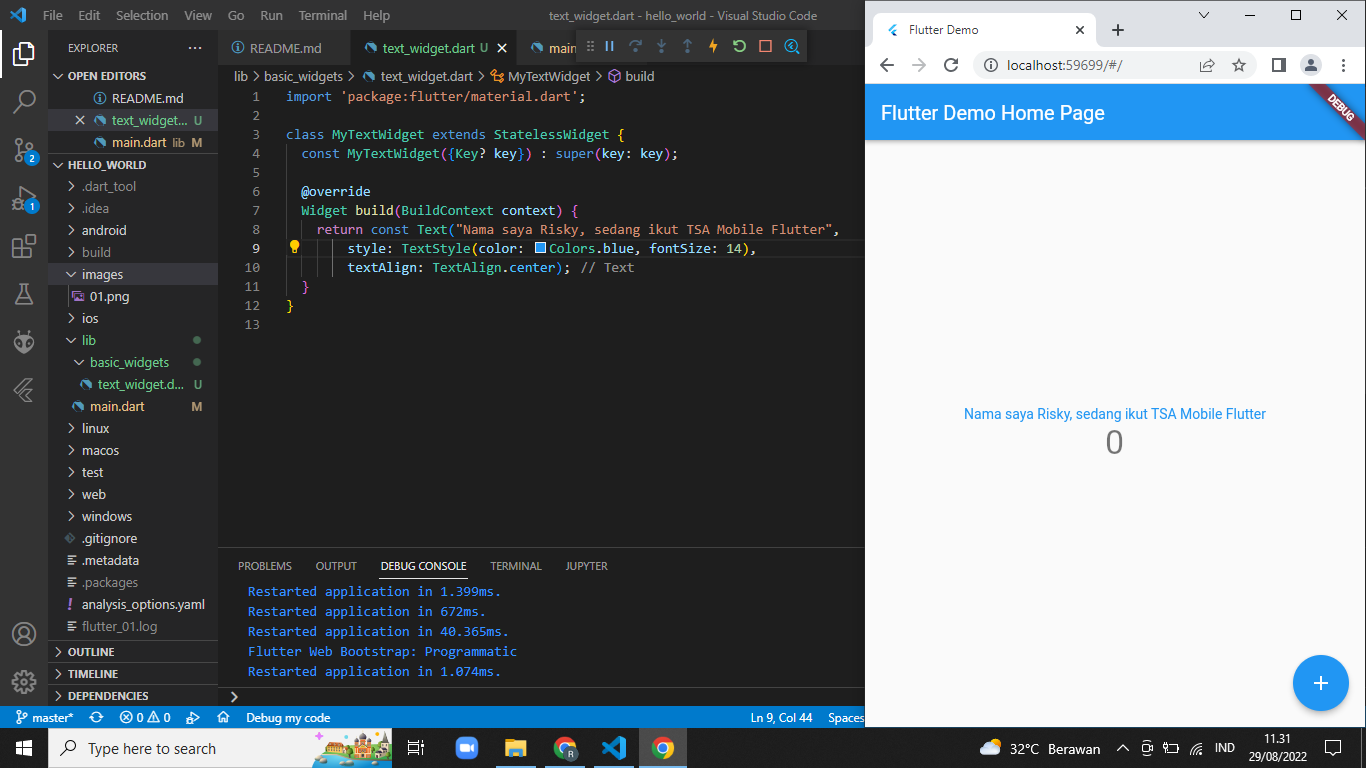 File Edit Selection View Go Run Terminal Help
text_widget.dart - hello_world - Visual Studio Code
EXPLORER ···
OPEN EDITORS
README.md
text_widget... U
main.dart lib M
HELLO_WORLD
.dart_tool
.idea
android
build
images
01.png
ios
lib
basic_widgets
text_widget.d... U
main.dart M
linux
macos
test
web
windows
.gitignore
.metadata
.packages
analysis_options.yaml
flutter_01.log
OUTLINE
TIMELINE
DEPENDENCIES
2
1
README.md text_widget.dart U main
lib > basic_widgets > text_widget.dart > MyTextWidget > build
1 import 'package:flutter/material.dart';
2
3 class MyTextWidget extends StatelessWidget {
4 const MyTextWidget({Key? key}) : super(key: key);
5
6 @override
7 Widget build(BuildContext context) {
8 return const Text("Nama saya Risky, sedang ikut TSA Mobile Flutter",
9 style: TextStyle(color: Colors.blue, fontSize: 14),
10 textAlign: TextAlign.center); // Text
11 }
12 }
13
PROBLEMS OUTPUT DEBUG CONSOLE TERMINAL JUPYTER
Restarted application in 1.399ms.
Restarted application in 672ms.
Restarted application in 40.365ms.
Flutter Web Bootstrap: Programmatic
Restarted application in 1.074ms.
master* 0 0 Debug my code Ln 9, Col 44 Spaces
Flutter Demo
localhost:59699/#/
Flutter Demo Home Page
DEBUG
Nama saya Risky, sedang ikut TSA Mobile Flutter
0
Type here to search
R
32°C Berawan
IND
11.31
29/08/2022